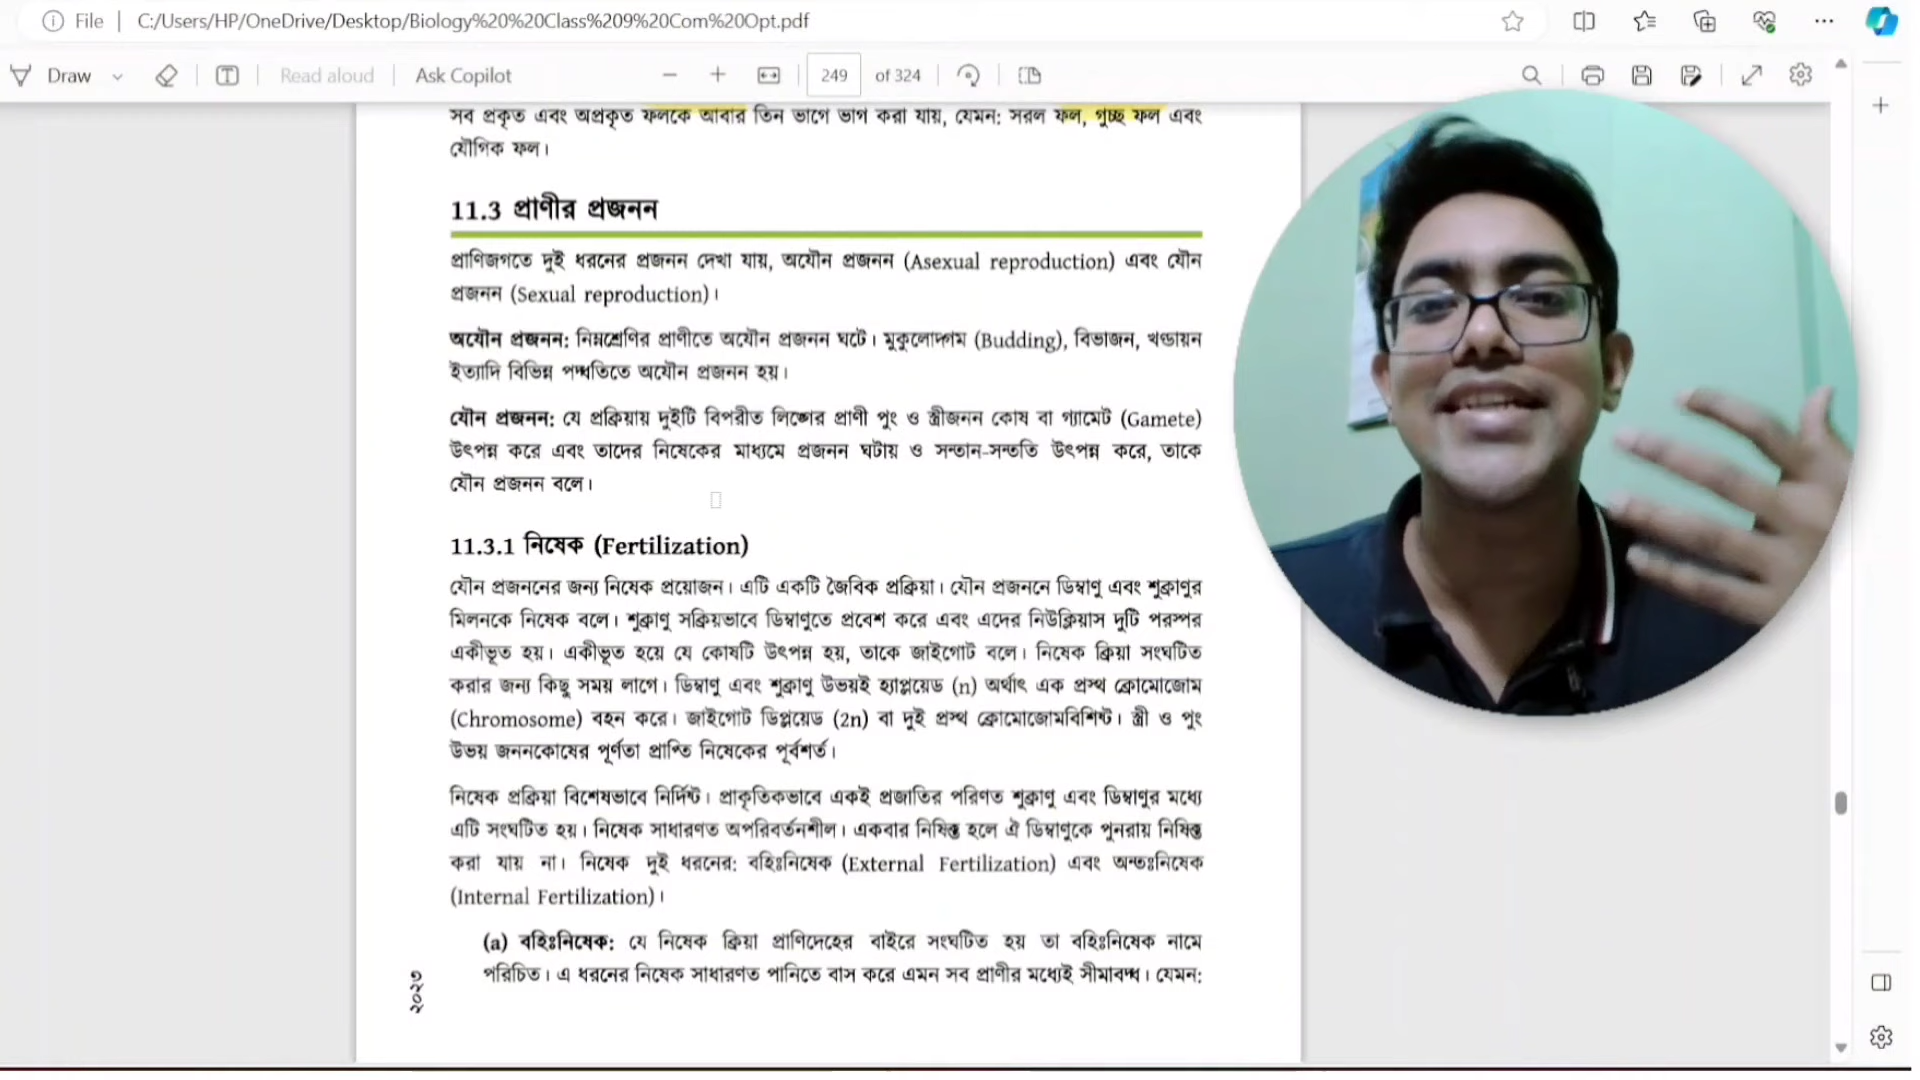 File | C:/Users/HP/OneDrive/Desktop/Biology%20%20Class%209%20Com%20Opt.pdf
Draw Read aloud Ask Copilot 249 of 324
সব প্রকৃত এবং অপ্রকৃত ফলকে আবার তিন ভাগে ভাগ করা যায়, যেমন: সরল ফল, গুচ্ছ ফল এবং
যৌগিক ফল।
11.3 প্রাণীর প্রজনন
প্রাণিজগতে দুই ধরনের প্রজনন দেখা যায়, অযৌন প্রজনন (Asexual reproduction) এবং যৌন
প্রজনন (Sexual reproduction)।
অযৌন প্রজনন: নিম্নশ্রেণির প্রাণীতে অযৌন প্রজনন ঘটে। মুকুলোদ্গম (Budding), বিভাজন, খণ্ডায়ন
ইত্যাদি বিভিন্ন পদ্ধতিতে অযৌন প্রজনন হয়।
যৌন প্রজনন: যে প্রক্রিয়ায় দুইটি বিপরীত লিঙ্গের প্রাণী পুং ও স্ত্রীজনন কোষ বা গ্যামেট (Gamete)
উৎপন্ন করে এবং তাদের নিষেকের মাধ্যমে প্রজনন ঘটায় ও সন্তান-সন্ততি উৎপন্ন করে, তাকে
যৌন প্রজনন বলে।
11.3.1 নিষেক (Fertilization)
যৌন প্রজননের জন্য নিষেক প্রয়োজন। এটি একটি জৈবিক প্রক্রিয়া। যৌন প্রজননে ডিম্বাণু এবং শুক্রাণুর
মিলনকে নিষেক বলে। শুক্রাণু সক্রিয়ভাবে ডিম্বাণুতে প্রবেশ করে এবং এদের নিউক্লিয়াস দুটি পরস্পর
একীভূত হয়। একীভূত হয়ে যে কোষটি উৎপন্ন হয়, তাকে জাইগোট বলে। নিষেক ক্রিয়া সংঘটিত
করার জন্য কিছু সময় লাগে। ডিম্বাণু এবং শুক্রাণু উভয়ই হ্যাপ্লয়েড (n) অর্থাৎ এক প্রস্থ ক্রোমোজোম
(Chromosome) বহন করে। জাইগোট ডিপ্লয়েড (2n) বা দুই প্রস্থ ক্রোমোজোমবিশিষ্ট। স্ত্রী ও পুং
উভয় জননকোষের পূর্ণতা প্রাপ্তি নিষেকের পূর্বশর্ত।
নিষেক প্রক্রিয়া বিশেষভাবে নির্দিষ্ট। প্রাকৃতিকভাবে একই প্রজাতির পরিণত শুক্রাণু এবং ডিম্বাণুর মধ্যে
এটি সংঘটিত হয়। নিষেক সাধারণত অপরিবর্তনশীল। একবার নিষিক্ত হলে ঐ ডিম্বাণুকে পুনরায় নিষিক্ত
করা যায় না। নিষেক দুই ধরনের: বহিঃনিষেক (External Fertilization) এবং অন্তঃনিষেক
(Internal Fertilization)।
(a) বহিঃনিষেক: যে নিষেক ক্রিয়া প্রাণিদেহের বাইরে সংঘটিত হয় তা বহিঃনিষেক নামে
পরিচিত। এ ধরনের নিষেক সাধারণত পানিতে বাস করে এমন সব প্রাণীর মধ্যেই সীমাবদ্ধ। যেমন:
২০২৩